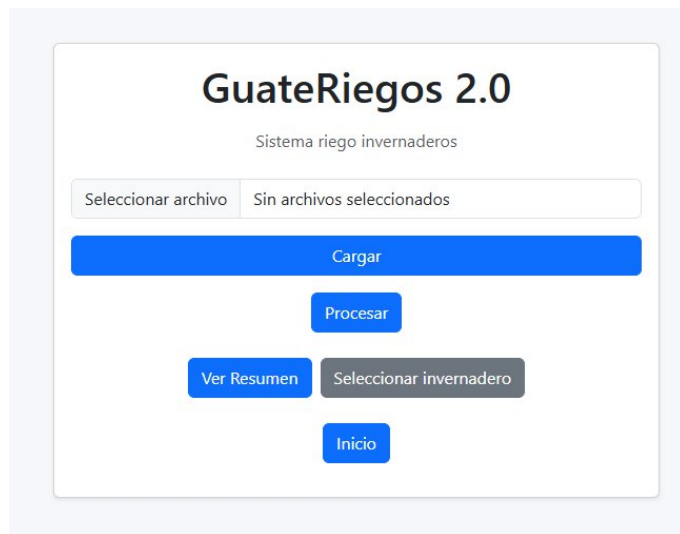 GuateRiegos 2.0
Sistema riego invernaderos
Seleccionar archivo Sin archivos seleccionados
Cargar
Procesar
Ver Resumen Seleccionar invernadero
Inicio